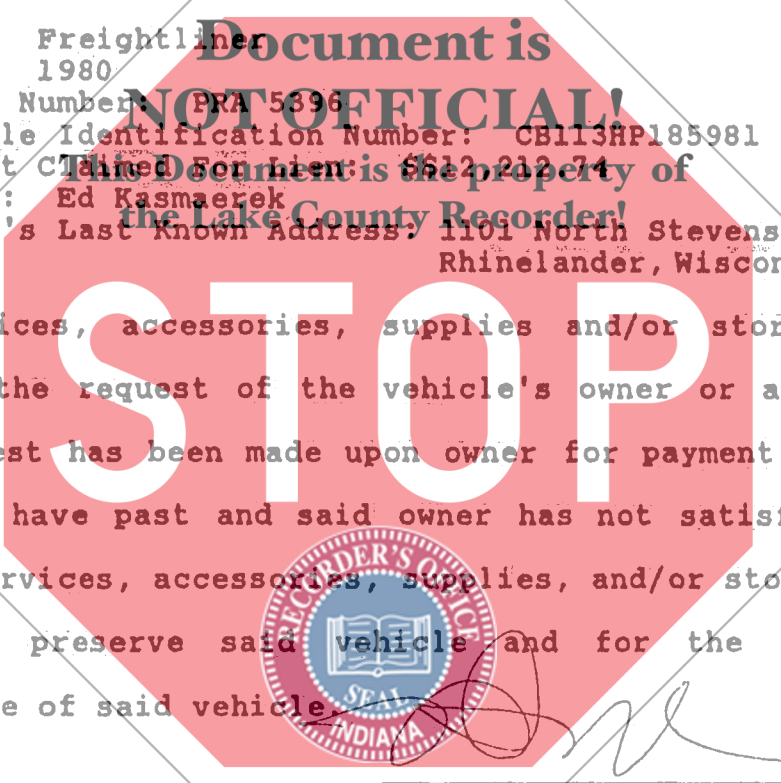 Freightliner
Document is
1980
Number: PRA 5396
NOT OFFICIAL!
le Identification Number: CB113HP185981
t Claimed For Lien: $612,212.74
This Document is the property of
: Ed Kasmaerek
the Lake County Recorder!
's Last Known Address: 1101 North Stevens
Rhinelander, Wiscon
STOP
ices, accessories, supplies and/or stor
the request of the vehicle's owner or a
est has been made upon owner for payment
have past and said owner has not satisf
rvices, accessories, supplies, and/or sto
preserve said vehicle and for the
e of said vehicle.
RECORDER'S OFFICE
SEAL
INDIANA